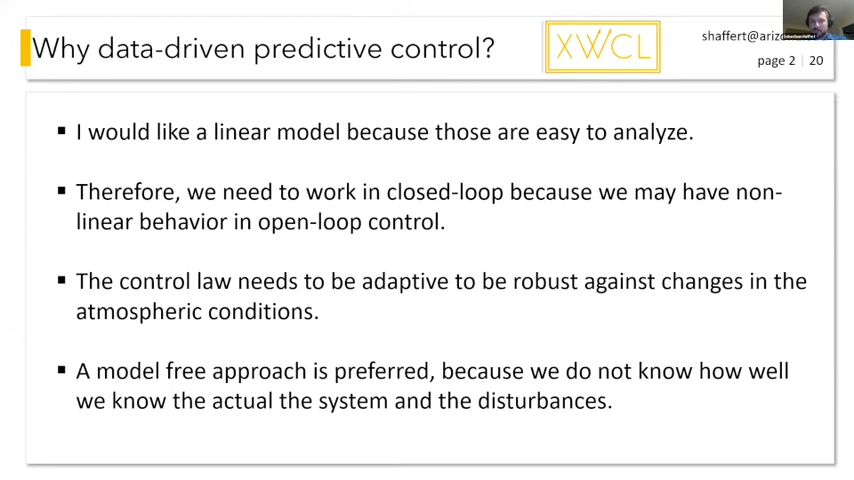 Why data-driven predictive control?
XWCL
shaffert@arizo
page 2 | 20
▪ I would like a linear model because those are easy to analyze.
▪ Therefore, we need to work in closed-loop because we may have non-
linear behavior in open-loop control.
▪ The control law needs to be adaptive to be robust against changes in the
atmospheric conditions.
▪ A model free approach is preferred, because we do not know how well
we know the actual the system and the disturbances.